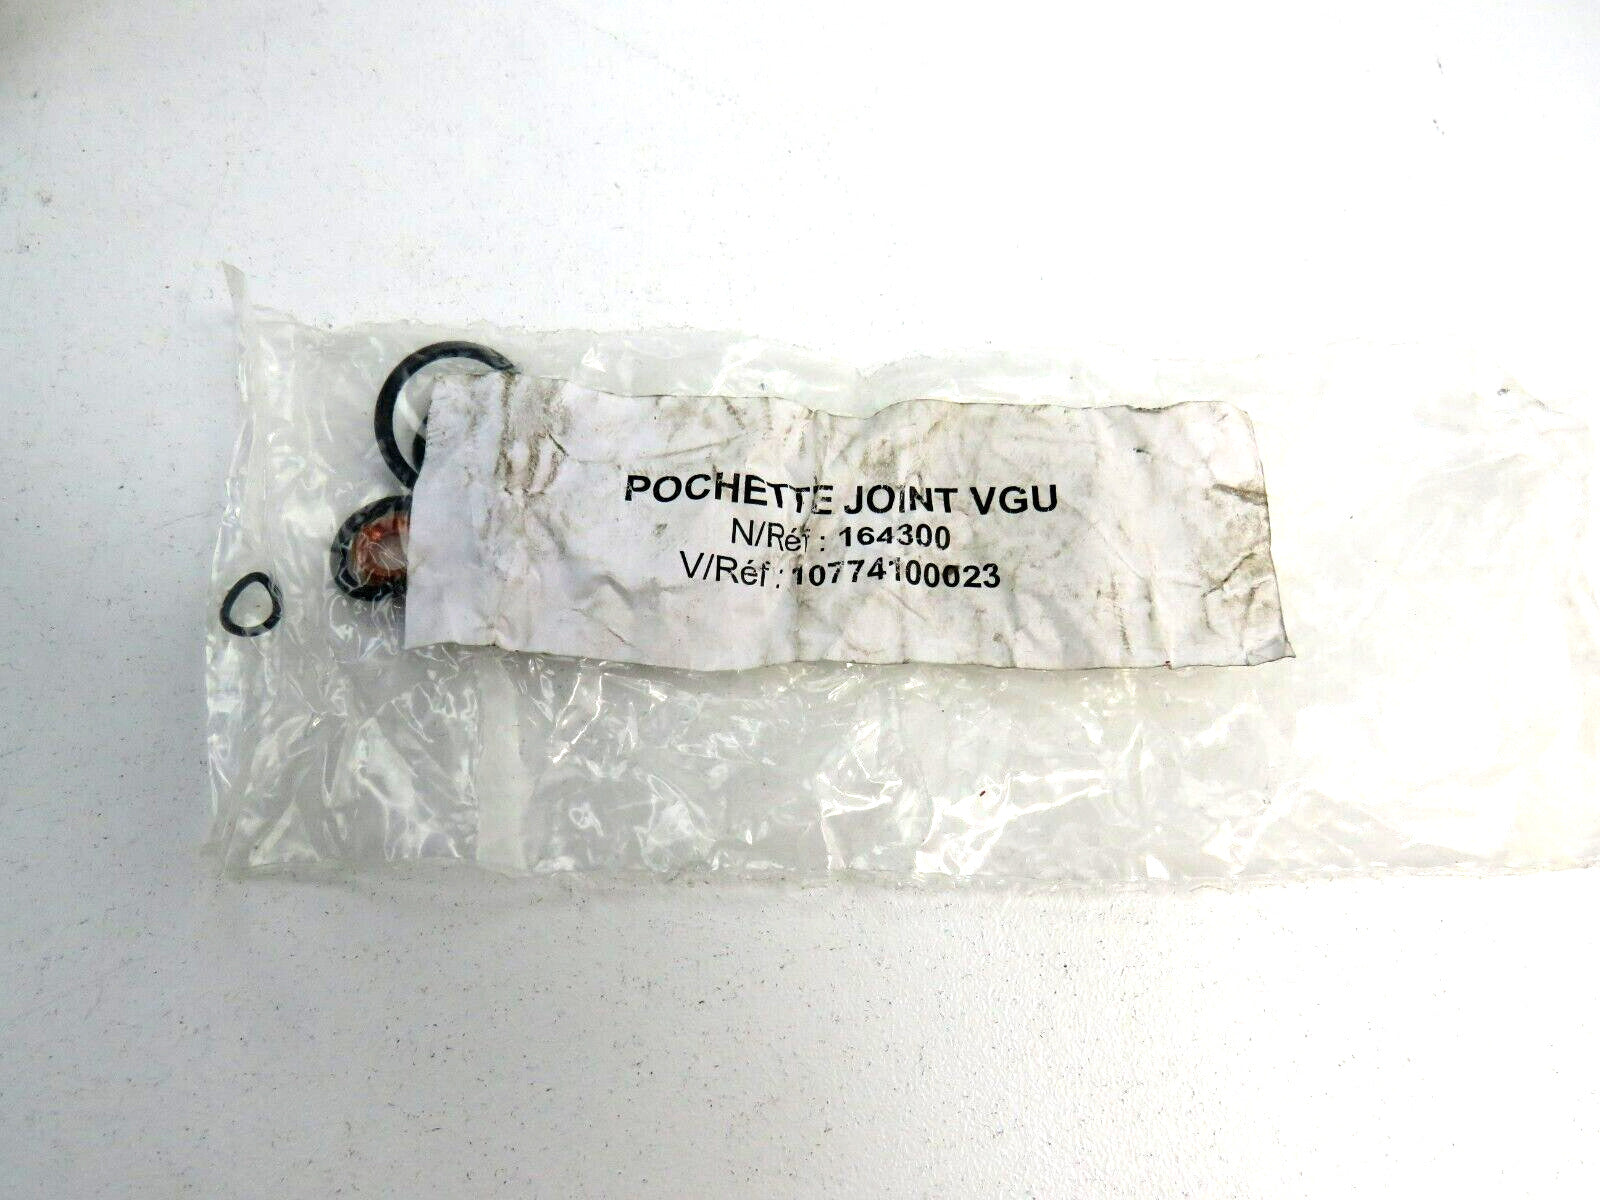 POCHETTE JOINT VGU
N/Réf : 164300
V/Réf : 10774100023